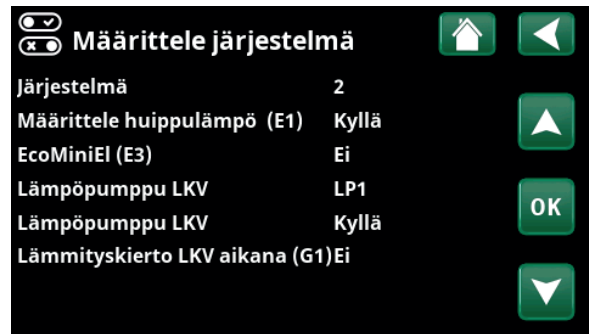 Määrittele järjestelmä
Järjestelmä 2
Määrittele huippulämpö (E1) Kyllä
EcoMiniEl (E3) Ei
Lämpöpumppu LKV LP1
Lämpöpumppu LKV Kyllä
Lämmityskierto LKV aikana (G1) Ei
OK